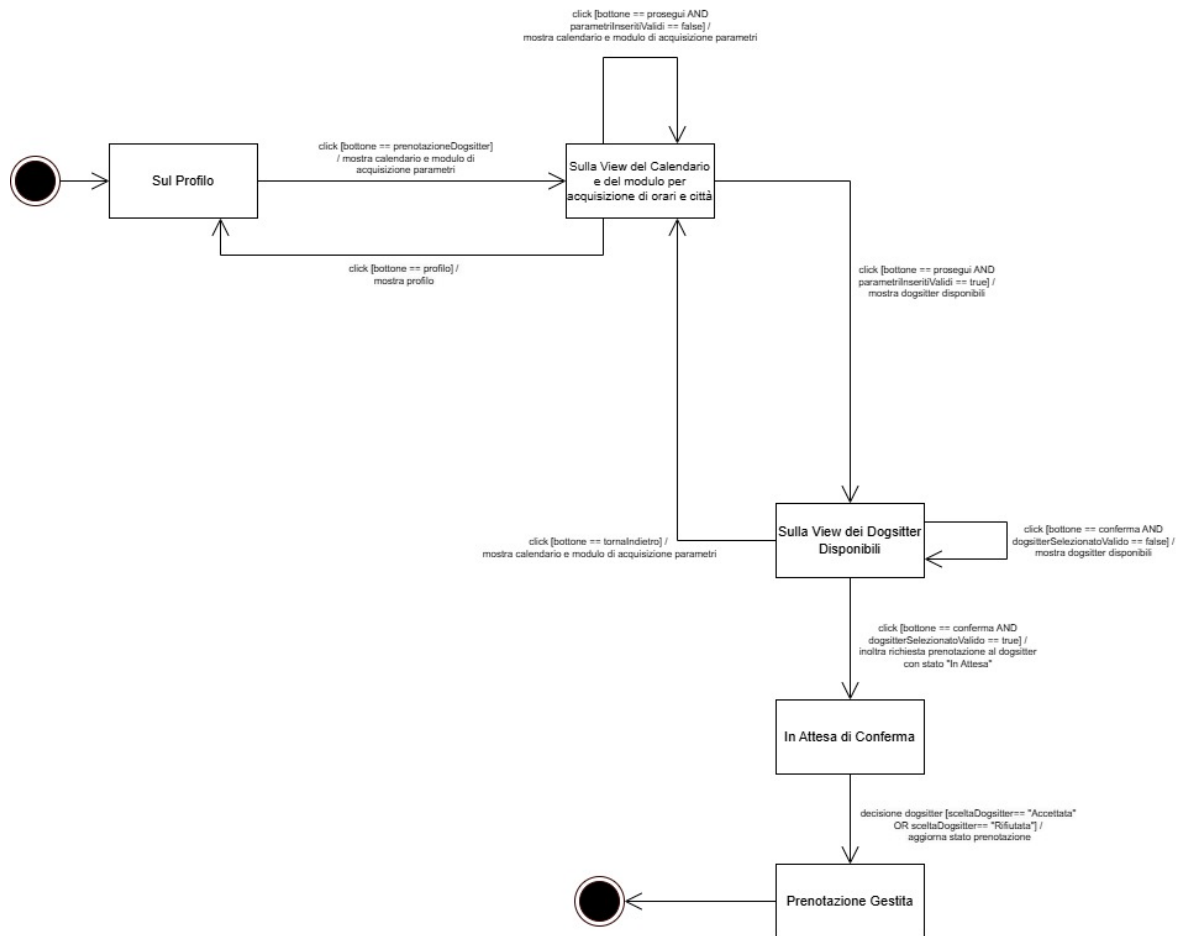 click [bottone == prosegui AND
parametriInseritiValidi == false] /
mostra calendario e modulo di acquisizione parametri
Sul Profilo
click [bottone == prenotazioneDogsitter]
/ mostra calendario e modulo di
acquisizione parametri
Sulla View del Calendario
e del modulo per
acquisizione di orari e città
click [bottone == profilo] /
mostra profilo
click [bottone == prosegui AND
parametriInseritiValidi == true] /
mostra dogsitter disponibili
click [bottone == tornaIndietro] /
mostra calendario e modulo di acquisizione parametri
Sulla View dei Dogsitter
Disponibili
click [bottone == conferma AND
dogsitterSelezionatoValido == false] /
mostra dogsitter disponibili
click [bottone == conferma AND
dogsitterSelezionatoValido == true] /
inoltra richiesta prenotazione al dogsitter
con stato "In Attesa"
In Attesa di Conferma
decisione dogsitter [sceltaDogsitter== "Accettata"
OR sceltaDogsitter== "Rifiutata"] /
aggiorna stato prenotazione
Prenotazione Gestita